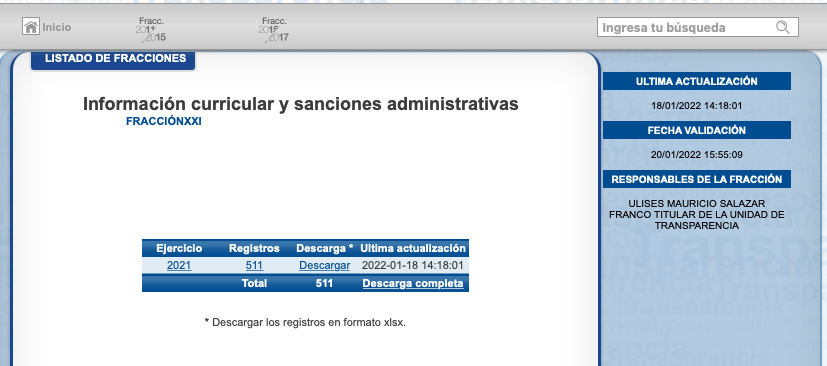 Inicio
Fracc.
2015
Fracc.
2017
Ingresa tu búsqueda
LISTADO DE FRACCIONES
Información curricular y sanciones administrativas
FRACCIÓNXXI
Ejercicio Registros Descarga * Ultima actualización
2021 511 Descargar 2022-01-18 14:18:01
Total 511 Descarga completa
* Descargar los registros en formato xlsx.
ULTIMA ACTUALIZACIÓN
18/01/2022 14:18:01
FECHA VALIDACIÓN
20/01/2022 15:55:09
RESPONSABLES DE LA FRACCIÓN
ULISES MAURICIO SALAZAR
FRANCO TITULAR DE LA UNIDAD DE
TRANSPARENCIA